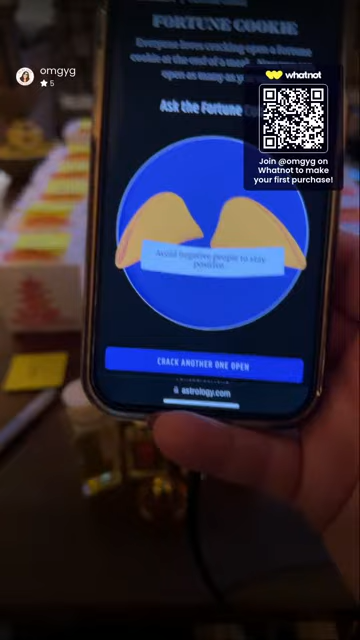 FORTUNE COOKIE
Everyone loves cracking open a Fortune
cookie at the end of a meal
open as many as
omgyg
★ 5
whatnot
Join @omgyg on
Whatnot to make
your first purchase!
Ask the Fortune
Avoid negative people to stay
positive.
CRACK ANOTHER ONE OPEN
astrology.com